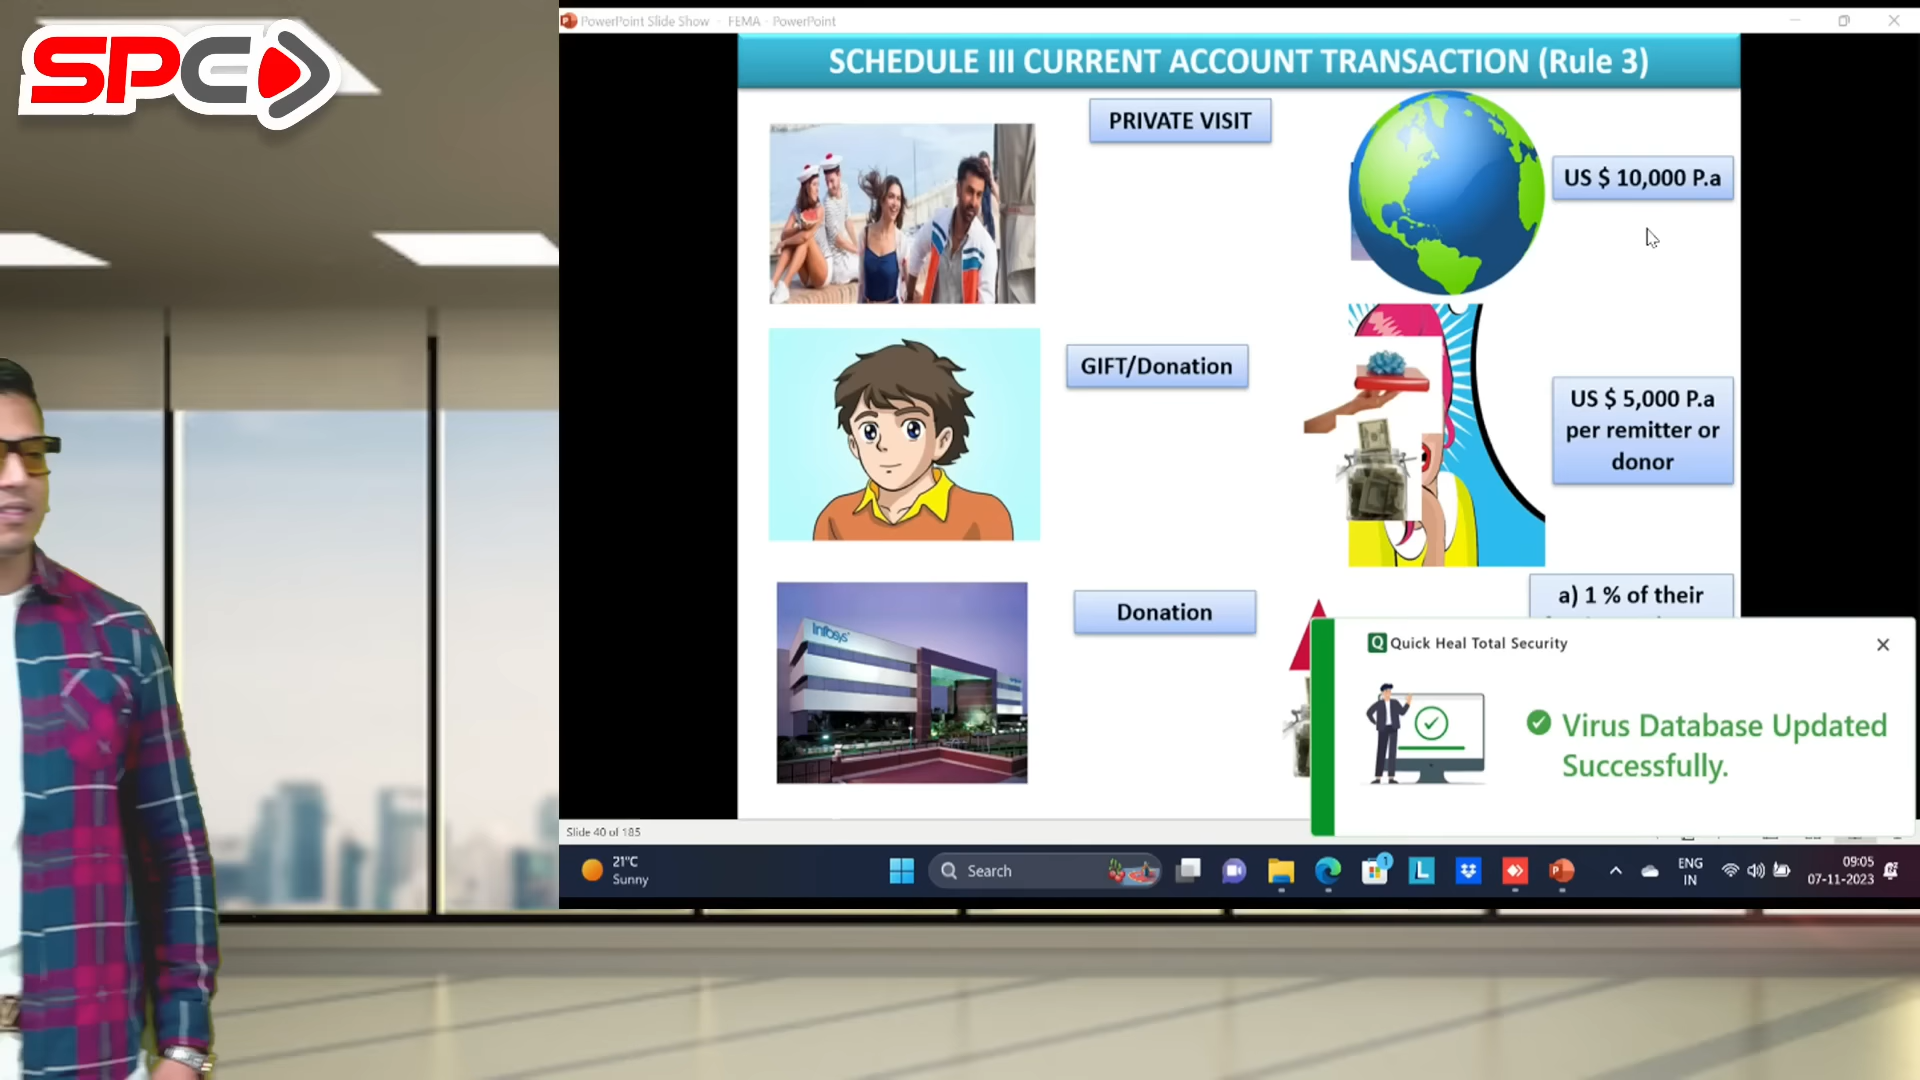 SPC
PowerPoint Slide Show - FEMA - PowerPoint
SCHEDULE III CURRENT ACCOUNT TRANSACTION (Rule 3)
PRIVATE VISIT
US $ 10,000 P.a
GIFT/Donation
US $ 5,000 P.a
per remitter or
donor
Donation
Infosys
a) 1 % of their
Quick Heal Total Security
Virus Database Updated
Successfully.
Slide 40 of 185
21°C
Sunny
Search
1
L
ENG
IN
09:05
07-11-2023